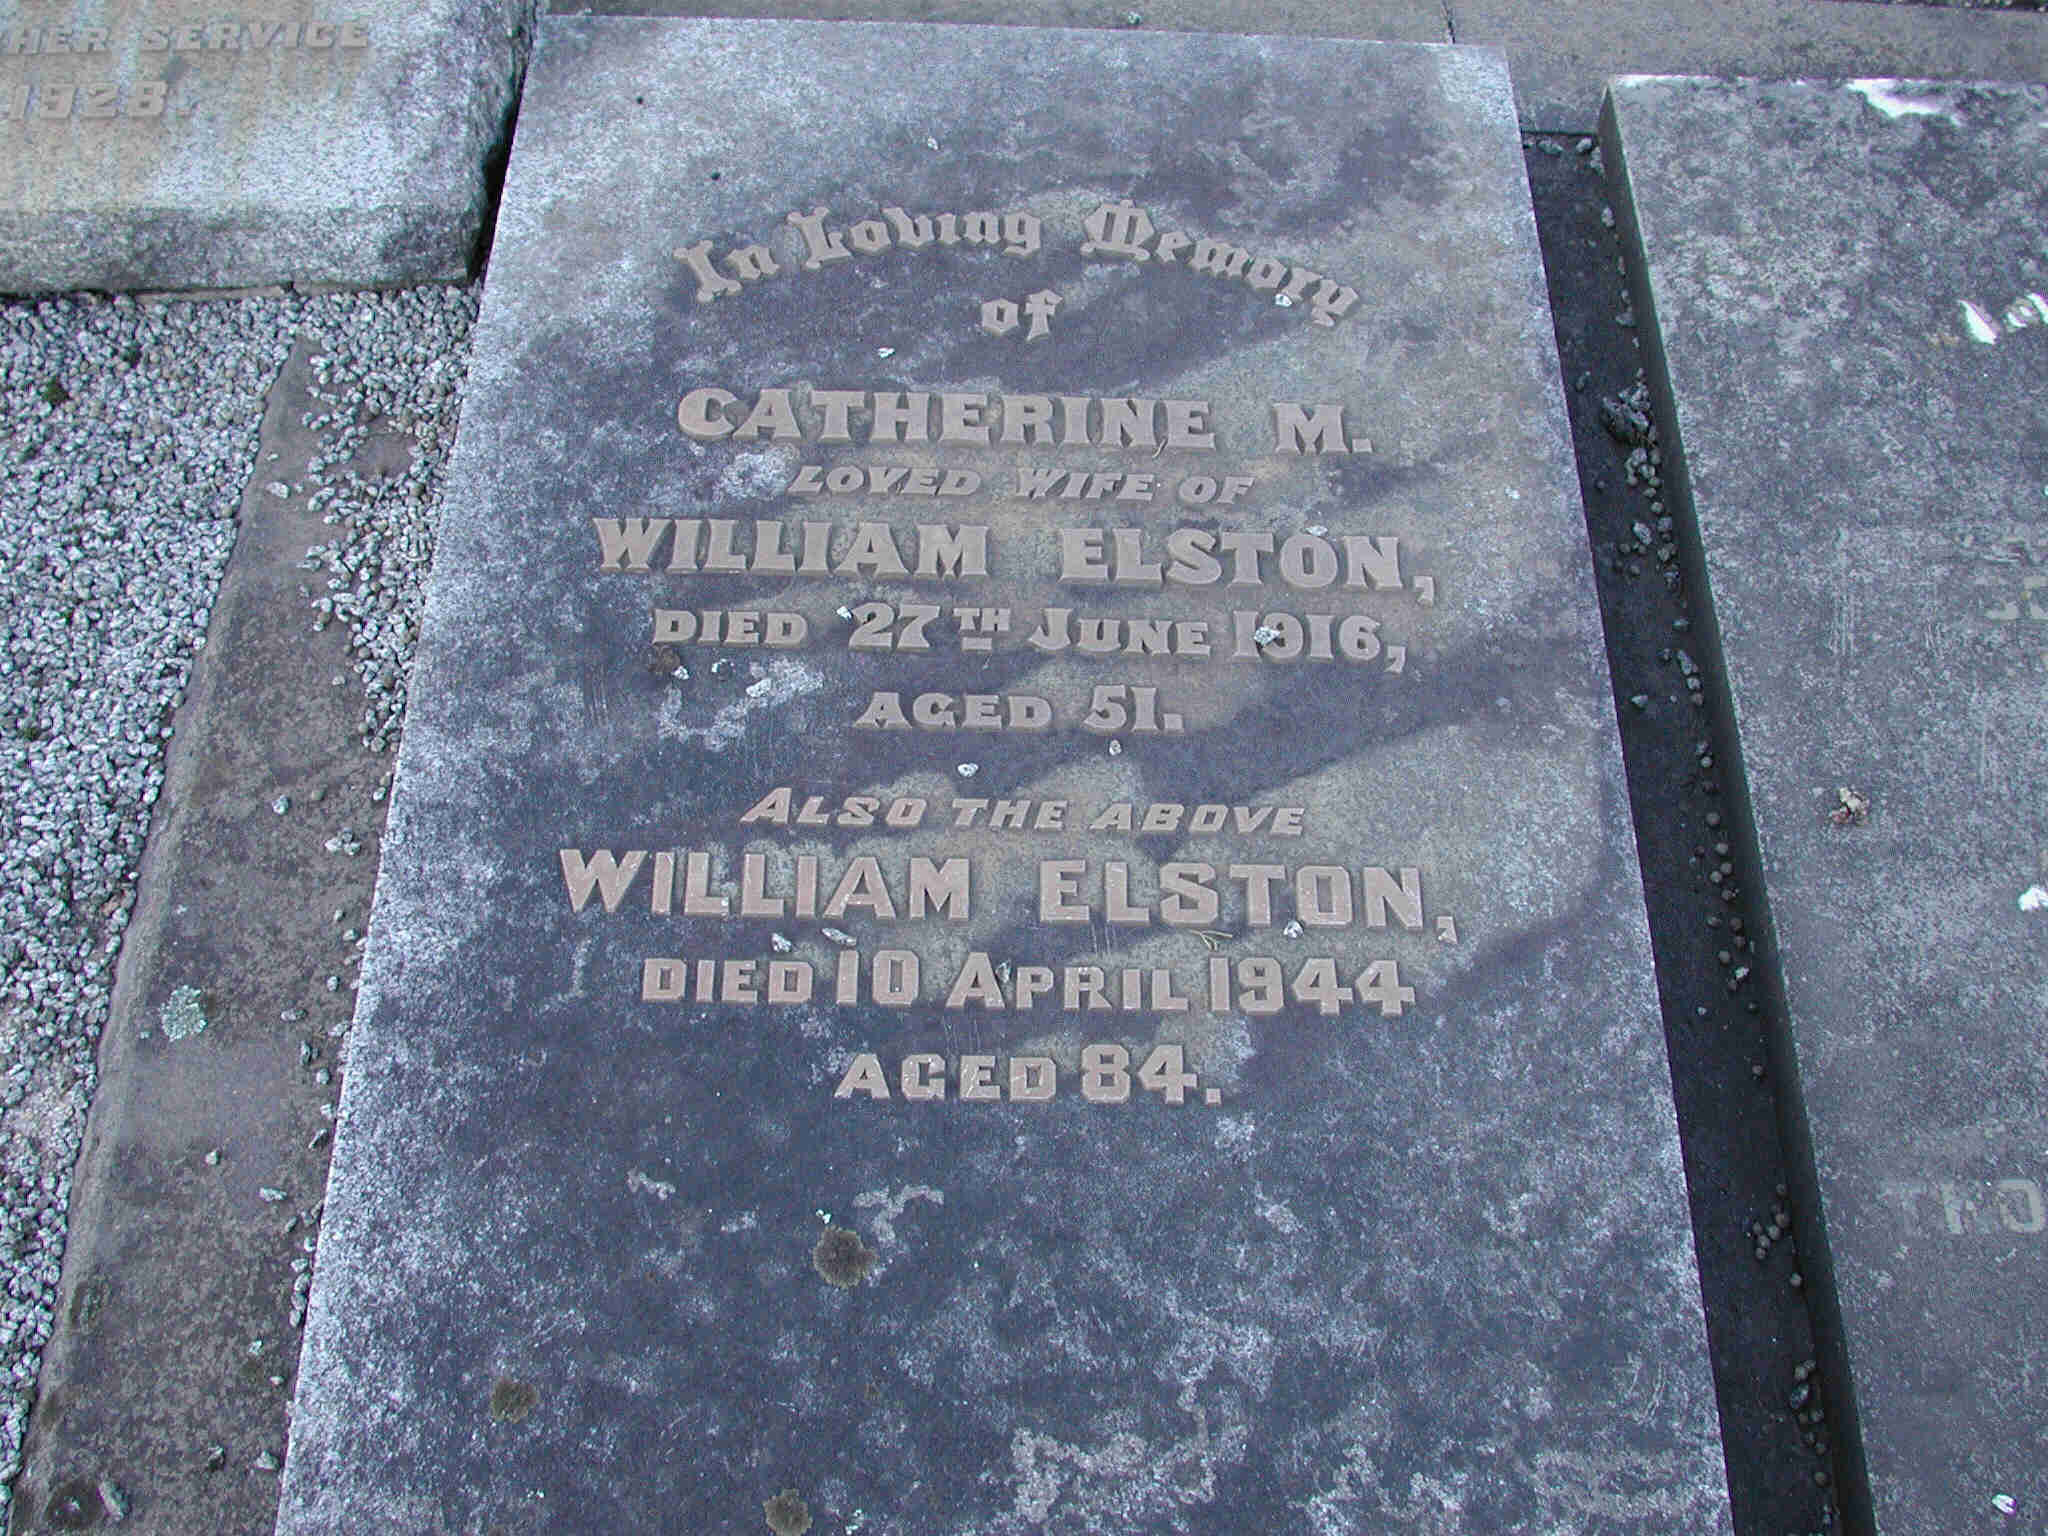 HER SERVICE
1928.
In Loving Memory
of
CATHERINE M.
LOVED WIFE OF
WILLIAM ELSTON,
DIED 27TH JUNE 1916,
AGED 51.
ALSO THE ABOVE
WILLIAM ELSTON,
DIED 10 APRIL 1944
AGED 84.
THO